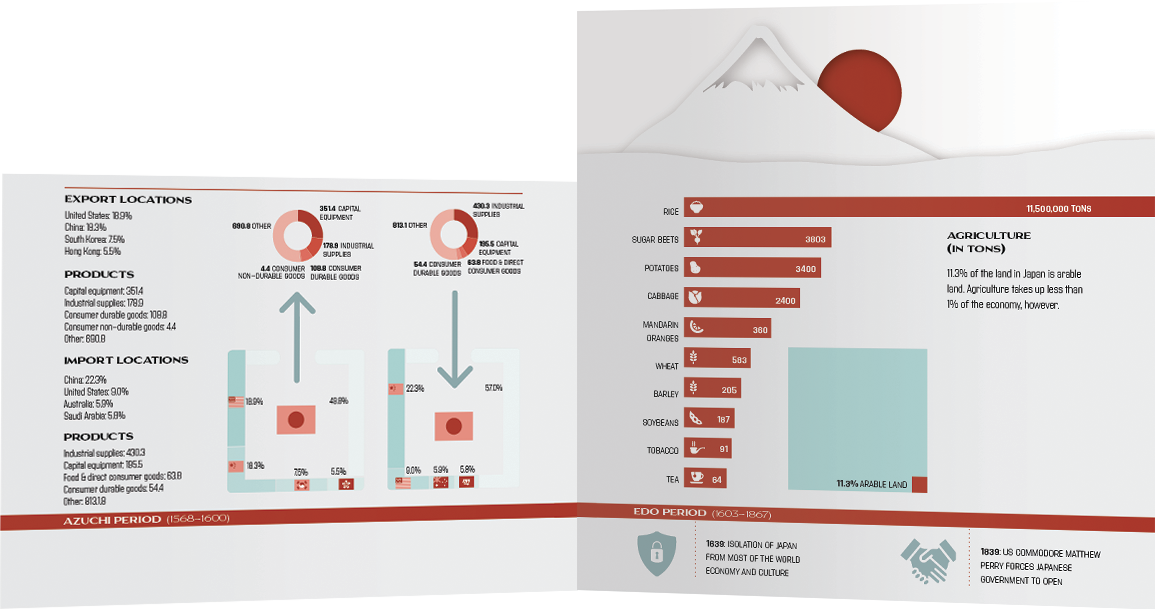 EXPORT LOCATIONS
United States: 18.9%
China: 18.3%
South Korea: 7.5%
Hong Kong: 5.5%
PRODUCTS
Capital equipment: 351.4
Industrial supplies: 178.9
Consumer durable goods: 108.8
Consumer non-durable goods: 4.4
Other: 690.8
IMPORT LOCATIONS
China: 22.3%
United States: 9.0%
Australia: 5.9%
Saudi Arabia: 5.8%
PRODUCTS
Industrial supplies: 430.3
Capital equipment: 195.5
Food & direct consumer goods: 63.8
Consumer durable goods: 54.4
Other: 813.1.8
351.4 CAPITAL
EQUIPMENT
690.8 OTHER
178.9 INDUSTRIAL
SUPPLIES
4.4 CONSUMER
NON-DURABLE GOODS
108.8 CONSUMER
DURABLE GOODS
430.3 INDUSTRIAL
SUPPLIES
813.1 OTHER
195.5 CAPITAL
EQUIPMENT
54.4 CONSUMER
DURABLE GOODS
63.8 FOOD & DIRECT
CONSUMER GOODS
18.9%
48.8%
18.3%
7.5%
5.5%
22.3%
57.0%
9.0%
5.9%
5.8%
AZUCHI PERIOD (1568–1600)
RICE
11,500,000 TONS
SUGAR BEETS
3803
POTATOES
3400
CABBAGE
2400
MANDARIN
ORANGES
360
WHEAT
583
BARLEY
205
SOYBEANS
187
TOBACCO
91
TEA
64
AGRICULTURE
(IN TONS)
11.3% of the land in Japan is arable
land. Agriculture takes up less than
1% of the economy, however.
11.3% ARABLE LAND
EDO PERIOD (1603–1867)
1639: ISOLATION OF JAPAN
FROM MOST OF THE WORLD
ECONOMY AND CULTURE
1839: US COMMODORE MATTHEW
PERRY FORCES JAPANESE
GOVERNMENT TO OPEN